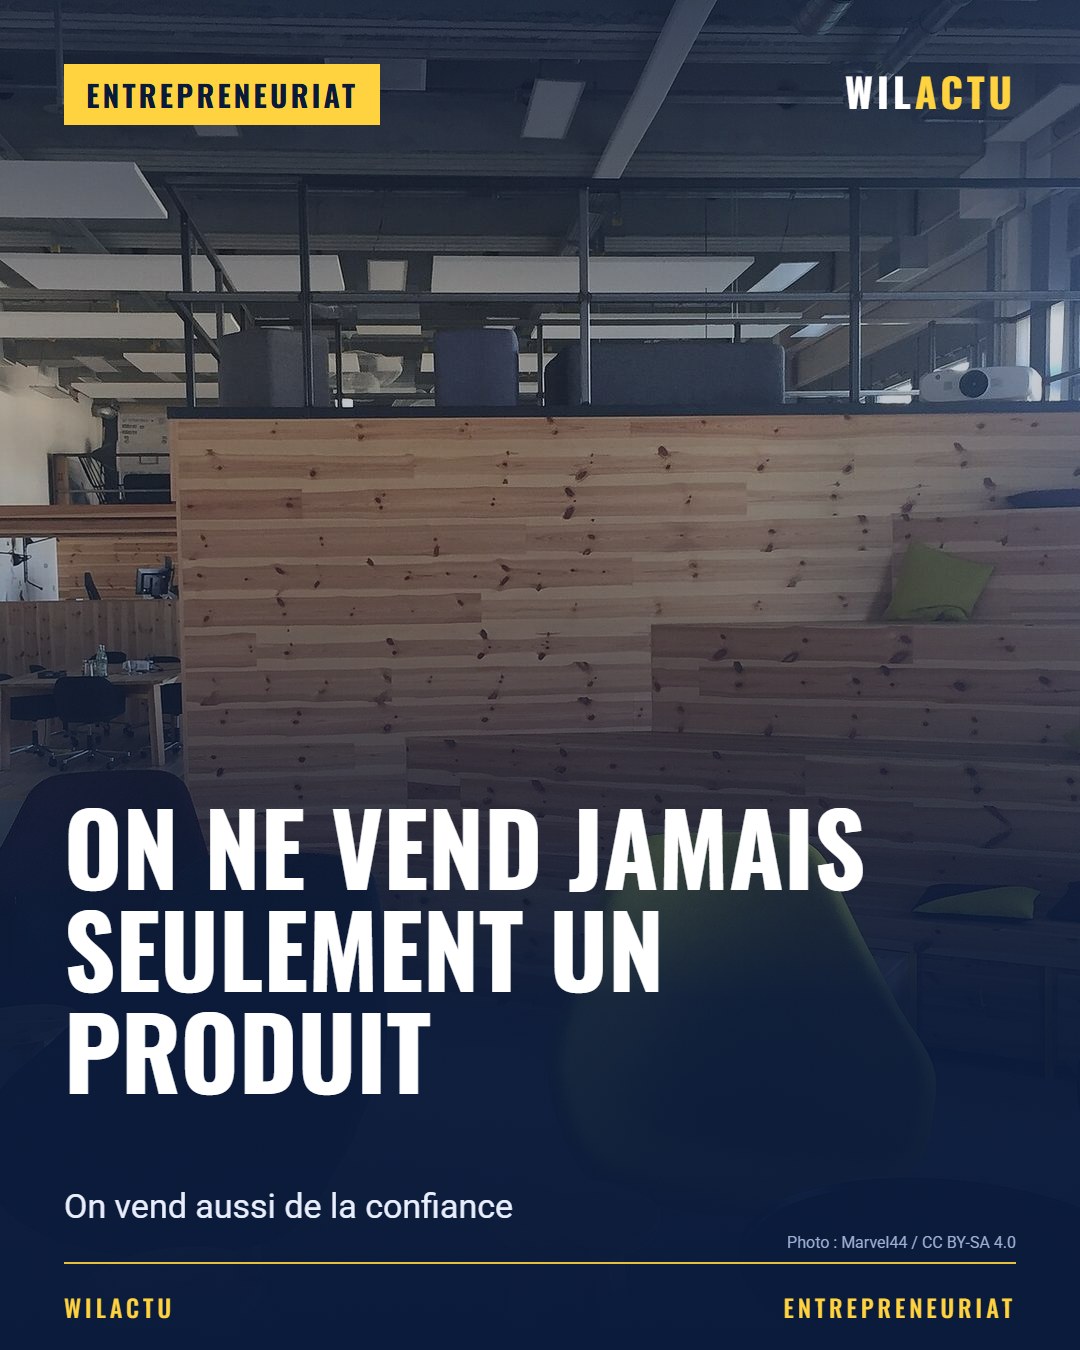 ENTREPRENEURIAT
WILACTU
ON NE VEND JAMAIS
SEULEMENT UN
PRODUIT
On vend aussi de la confiance
Photo : Marvel44 / CC BY-SA 4.0
WILACTU
ENTREPRENEURIAT